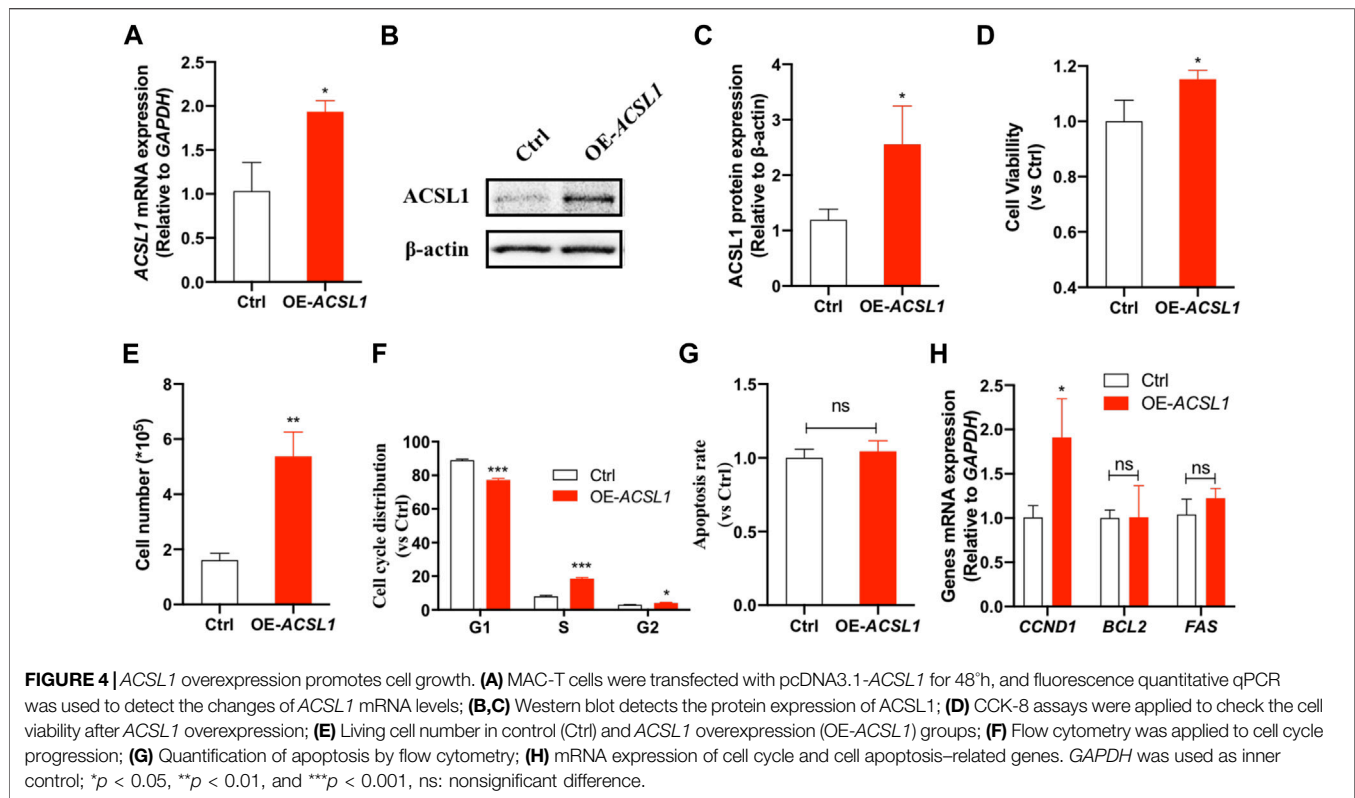 A
ACSL1 mRNA expression
(Relative to GAPDH)
2.5
2.0
1.5
1.0
0.5
0.0
*
Ctrl
OE-ACSL1
B
Ctrl
OE-ACSL1
ACSL1
β-actin
C
ACSL1 protein expression
(Relative to β-actin)
4
3
2
1
0
*
Ctrl
OE-ACSL1
D
Cell Viabillity
(vs Ctrl)
1.2
1.0
0.8
0.6
0.4
*
Ctrl
OE-ACSL1
E
Cell number (*10⁵)
8
6
4
2
0
**
Ctrl
OE-ACSL1
F
Cell cycle distribution
(vs Ctrl)
100
80
60
40
20
0
***
***
*
Ctrl
OE-ACSL1
G1
S
G2
G
Apoptosis rate
(vs Ctrl)
1.5
1.0
0.5
0.0
ns
Ctrl
OE-ACSL1
H
Genes mRNA expression
(Relative to GAPDH)
2.5
2.0
1.5
1.0
0.5
0.0
*
ns
ns
Ctrl
OE-ACSL1
CCND1
BCL2
FAS
FIGURE 4 | ACSL1 overexpression promotes cell growth. (A) MAC-T cells were transfected with pcDNA3.1-ACSL1 for 48°h, and fluorescence quantitative qPCR
was used to detect the changes of ACSL1 mRNA levels; (B,C) Western blot detects the protein expression of ACSL1; (D) CCK-8 assays were applied to check the cell
viability after ACSL1 overexpression; (E) Living cell number in control (Ctrl) and ACSL1 overexpression (OE-ACSL1) groups; (F) Flow cytometry was applied to cell cycle
progression; (G) Quantification of apoptosis by flow cytometry; (H) mRNA expression of cell cycle and cell apoptosis–related genes. GAPDH was used as inner
control; *p < 0.05, **p < 0.01, and ***p < 0.001, ns: nonsignificant difference.